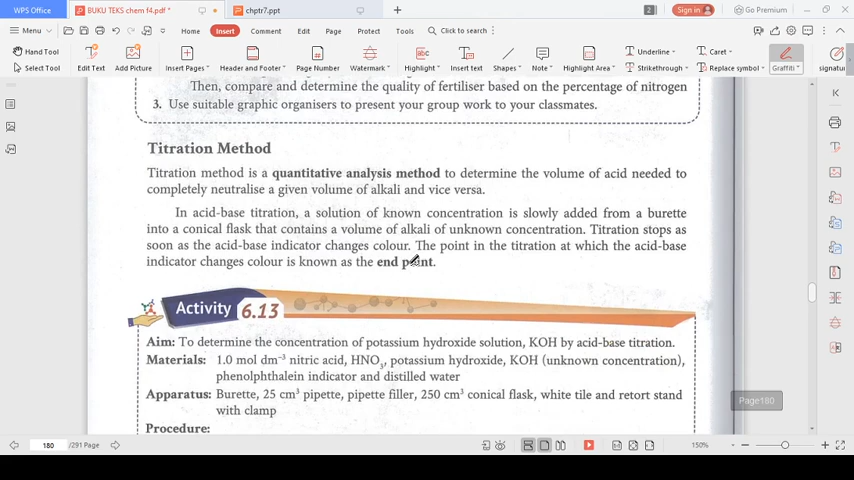 WPS Office
BUKU TEKS chem f4.pdf *
chptr7.ppt
+
2
Sign in
Go Premium
Menu
Home
Insert
Edit
Page
Protect
Tools
Click to search
Hand Tool
Select Tool
Edit Text
Add Picture
Insert Pages
Header and Footer
Page Number
Watermark
Highlight
Insert text
Shapes
Note
Highlight Area
Underline
Strikethrough
Caret
Replace symbol
Graffiti
signatu
Then, compare and determine the quality of fertiliser based on the percentage of nitrogen
3. Use suitable graphic organisers to present your group work to your classmates.
Titration Method
Titration method is a quantitative analysis method to determine the volume of acid needed to
completely neutralise a given volume of alkali and vice versa.
In acid-base titration, a solution of known concentration is slowly added from a burette
into a conical flask that contains a volume of alkali of unknown concentration. Titration stops as
soon as the acid-base indicator changes colour. The point in the titration at which the acid-base
indicator changes colour is known as the end point.
Activity 6.13
Aim: To determine the concentration of potassium hydroxide solution, KOH by acid-base titration.
Materials: 1.0 mol dm⁻³ nitric acid, HNO₃, potassium hydroxide, KOH (unknown concentration),
phenolphthalein indicator and distilled water
Apparatus: Burette, 25 cm³ pipette, pipette filler, 250 cm³ conical flask, white tile and retort stand
with clamp
Procedure:
Page180
180 /291 Page
150%